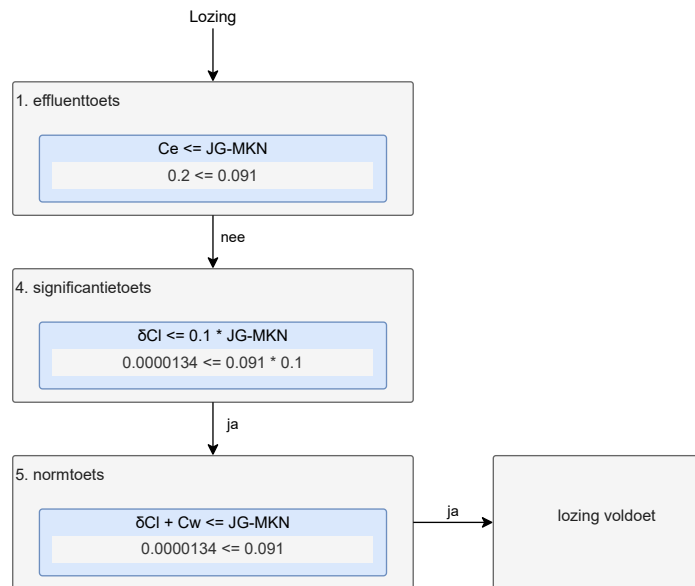 Lozing
1. effluenttoets
Ce <= JG-MKN
0.2 <= 0.091
nee
4. significantietoets
δCl <= 0.1 * JG-MKN
0.0000134 <= 0.091 * 0.1
ja
5. normtoets
δCl + Cw <= JG-MKN
0.0000134 <= 0.091
ja
lozing voldoet